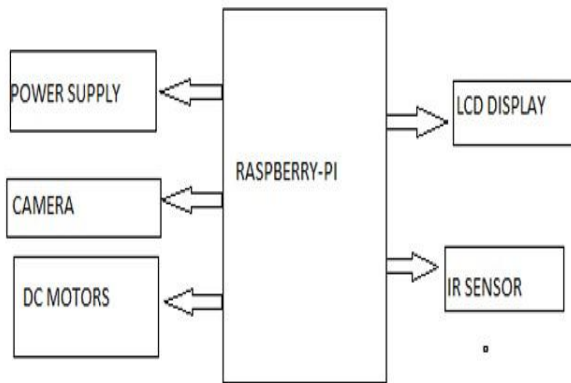 POWER SUPPLY
CAMERA
DC MOTORS
RASPBERRY-PI
LCD DISPLAY
IR SENSOR